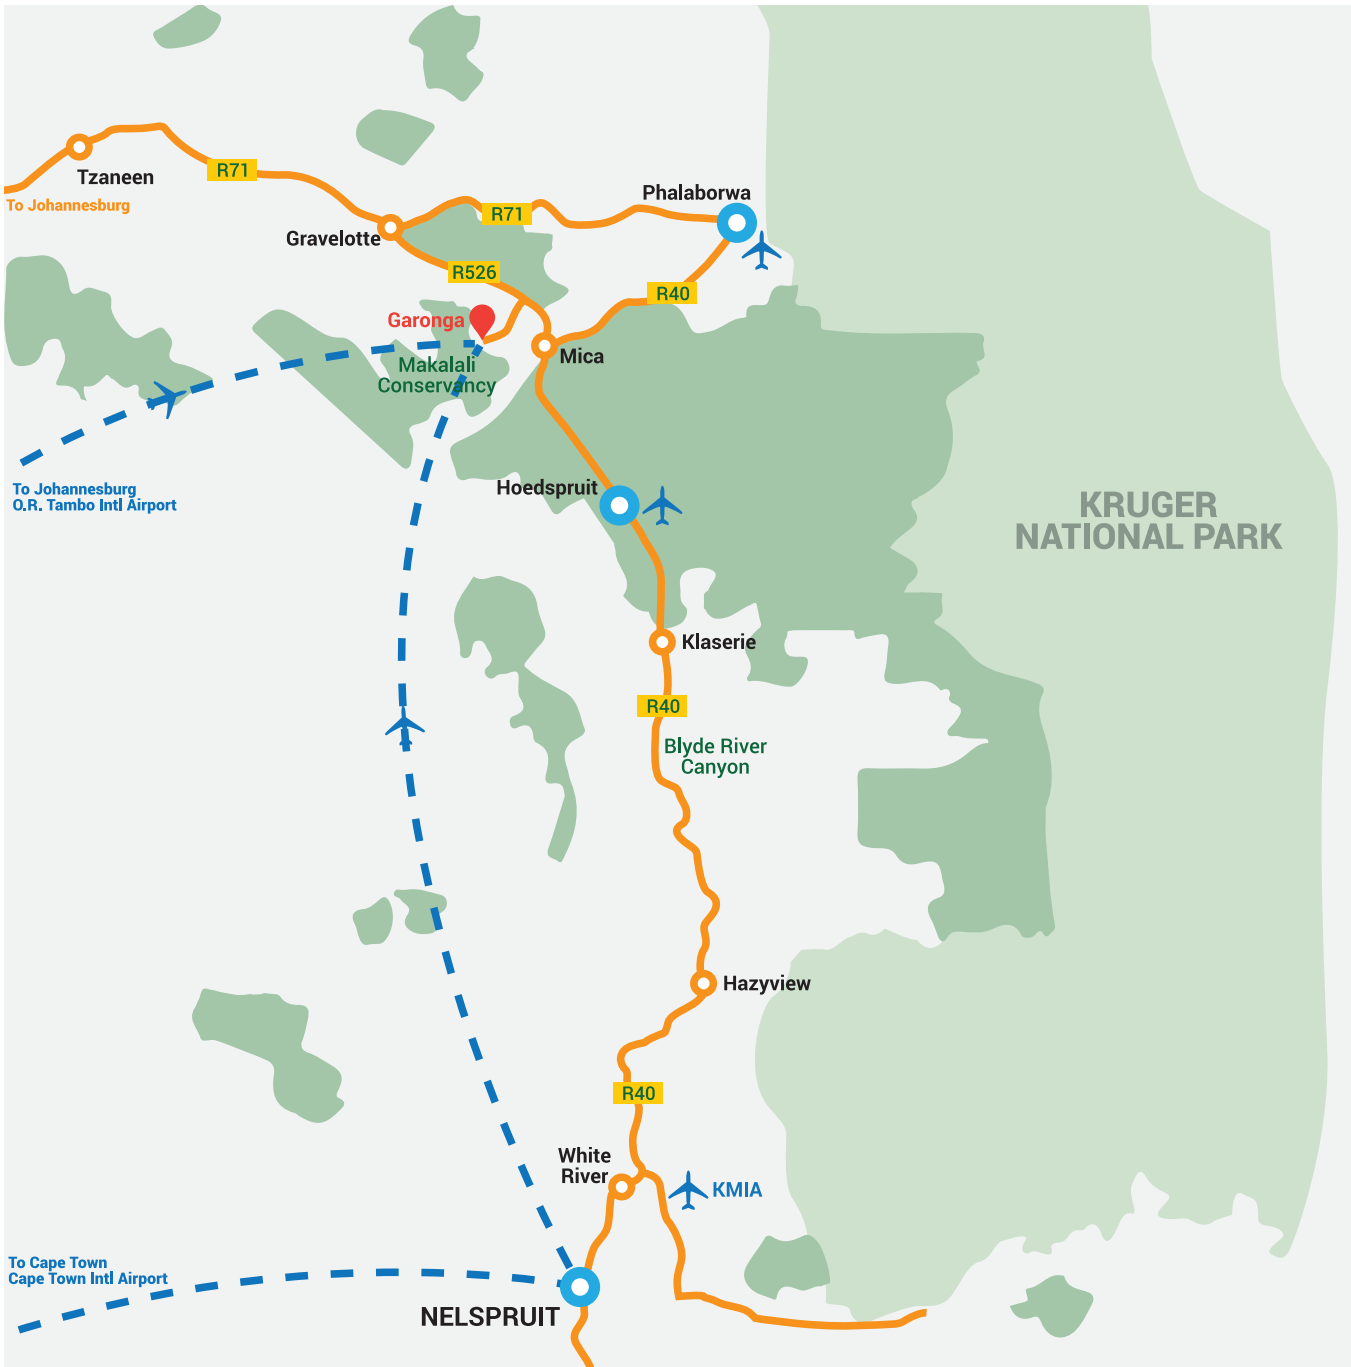 Tzaneen
R71
To Johannesburg
Phalaborwa
R71
Gravelotte
R526
R40
Garonga
Mica
Makalali
Conservancy
To Johannesburg
O.R. Tambo Intl Airport
Hoedspruit
KRUGER
NATIONAL PARK
Klaserie
R40
Blyde River
Canyon
Hazyview
R40
White
River
KMIA
To Cape Town
Cape Town Intl Airport
NELSPRUIT